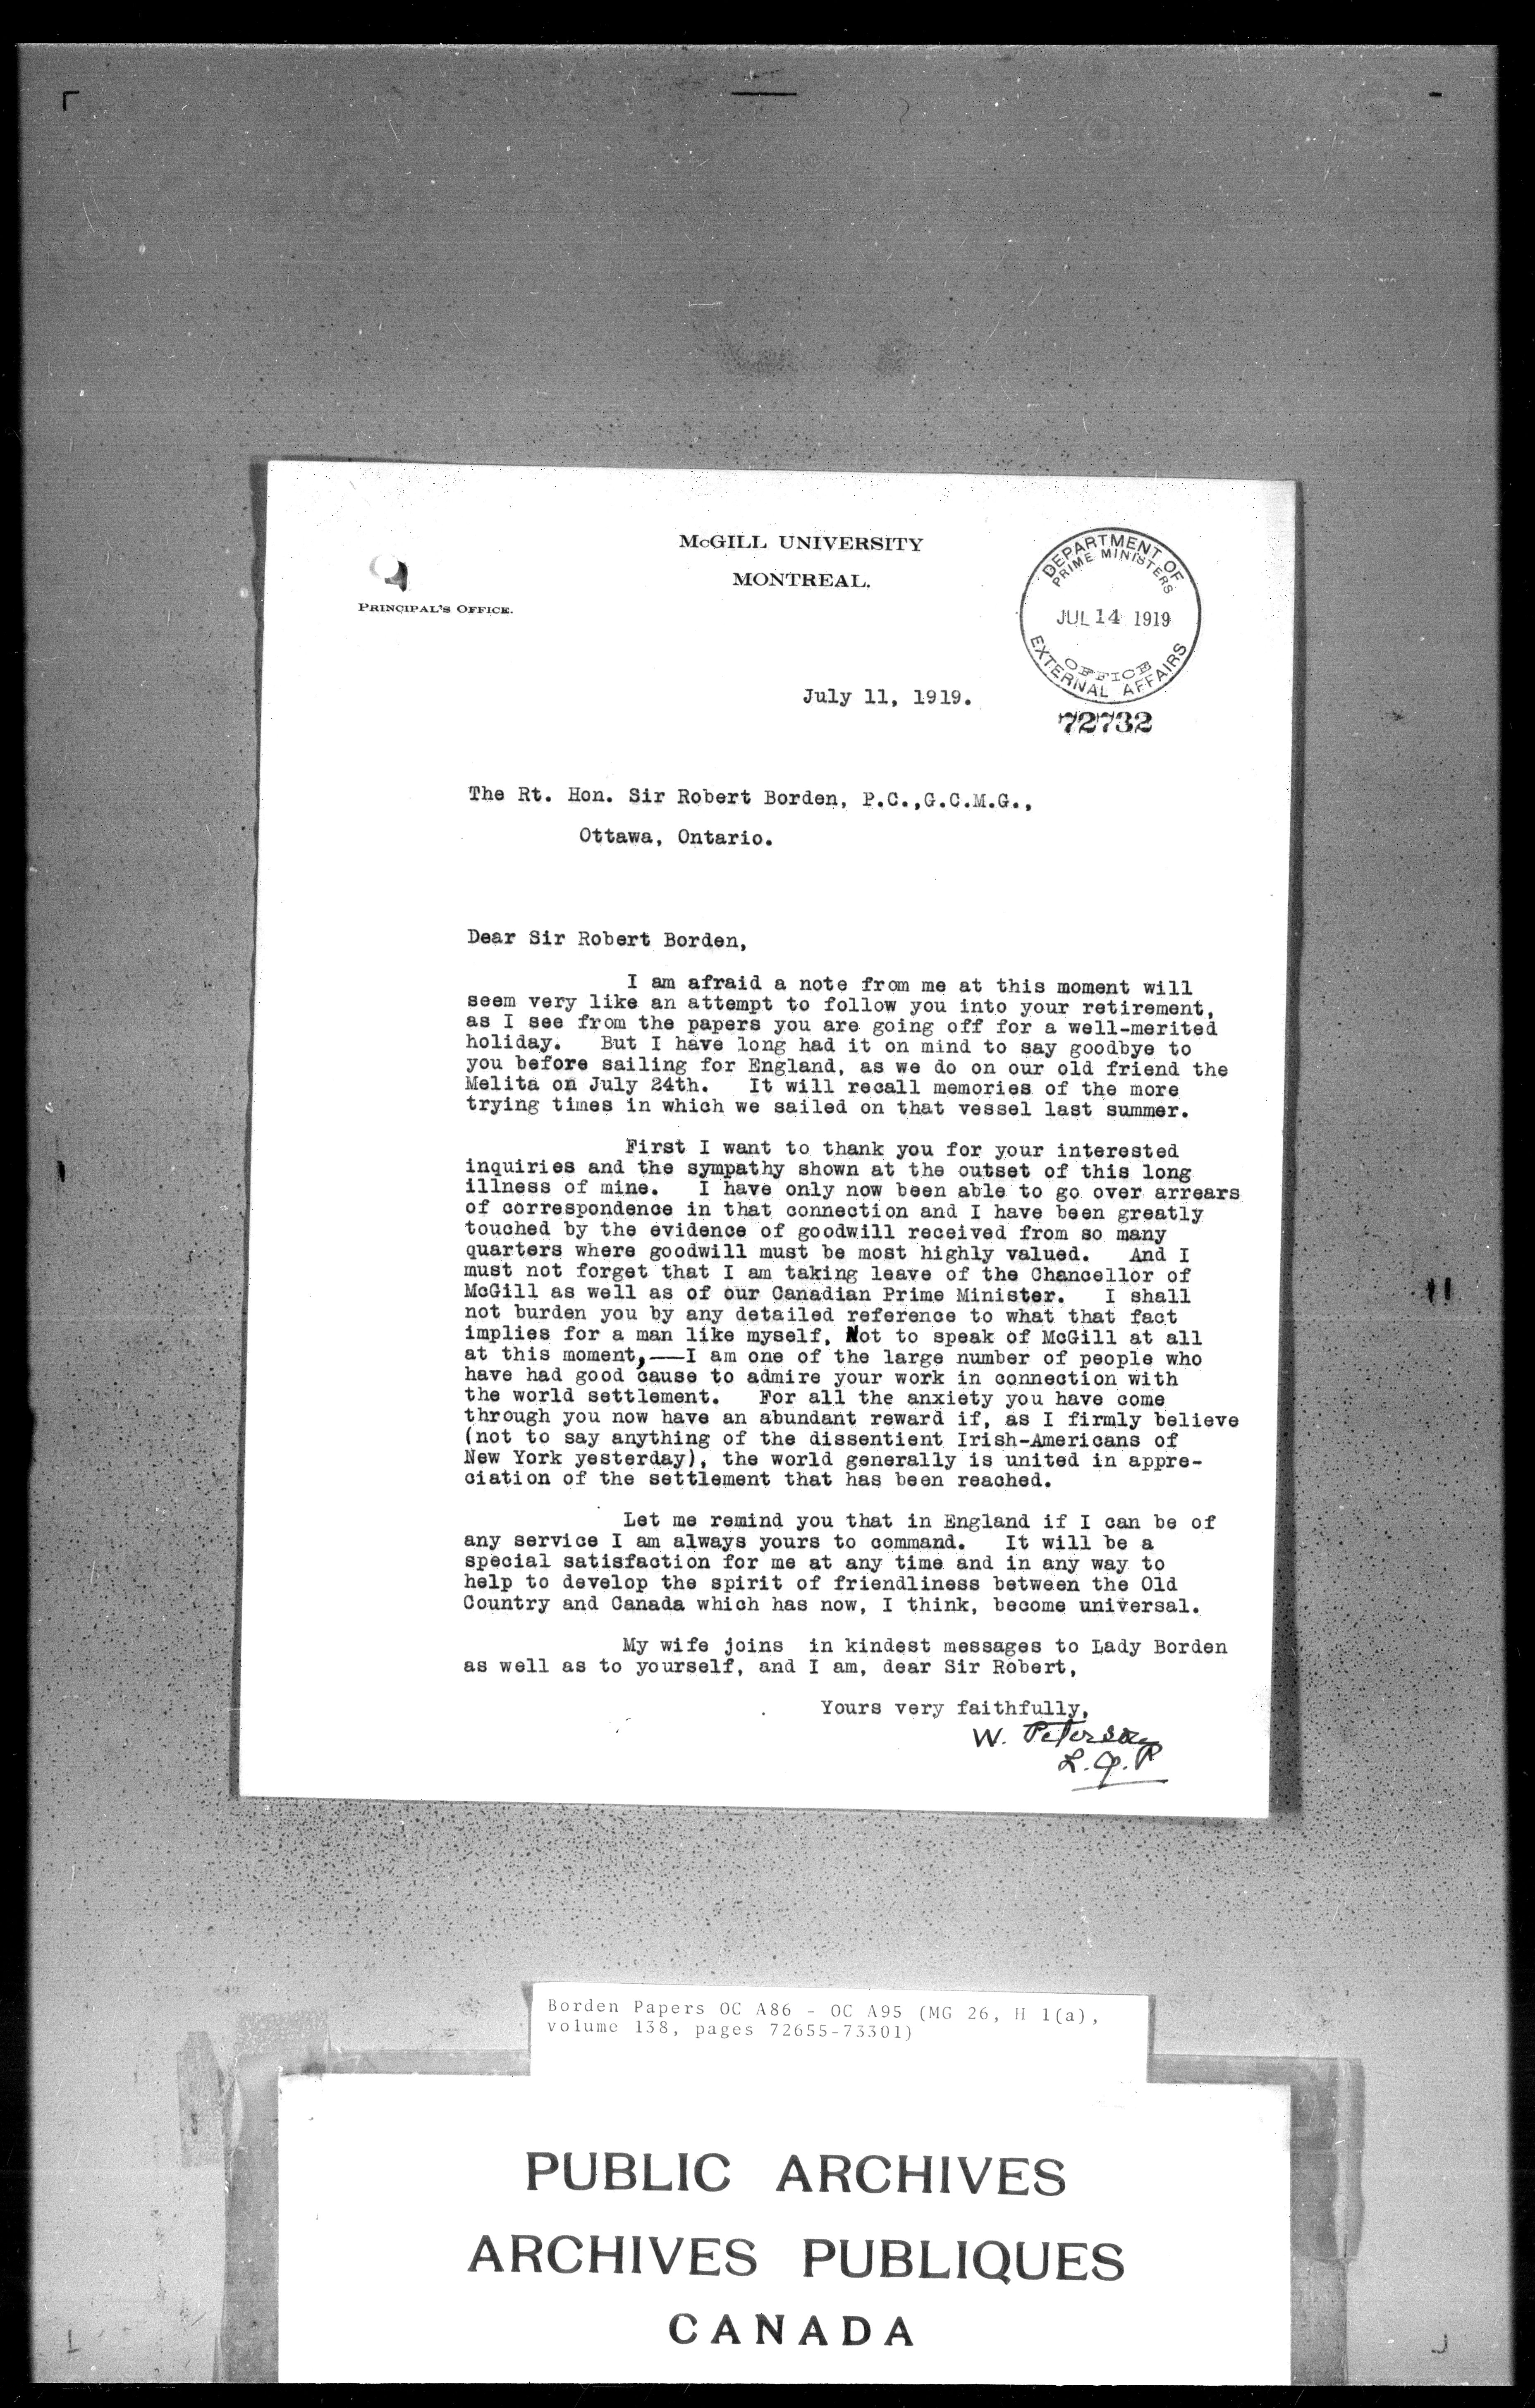 McGILL UNIVERSITY
MONTREAL.
PRINCIPAL'S OFFICE.
DEPARTMENT OF
PRIME MINISTERS
JUL 14 1919
OFFICE
EXTERNAL AFFAIRS
July 11, 1919.
72732
The Rt. Hon. Sir Robert Borden, P.C.,G.C.M.G.,
Ottawa, Ontario.
Dear Sir Robert Borden,
I am afraid a note from me at this moment will
seem very like an attempt to follow you into your retirement,
as I see from the papers you are going off for a well-merited
holiday. But I have long had it on mind to say goodbye to
you before sailing for England, as we do on our old friend the
Melita on July 24th. It will recall memories of the more
trying times in which we sailed on that vessel last summer.
First I want to thank you for your interested
inquiries and the sympathy shown at the outset of this long
illness of mine. I have only now been able to go over arrears
of correspondence in that connection and I have been greatly
touched by the evidence of goodwill received from so many
quarters where goodwill must be most highly valued. And I
must not forget that I am taking leave of the Chancellor of
McGill as well as of our Canadian Prime Minister. I shall
not burden you by any detailed reference to what that fact
implies for a man like myself, Not to speak of McGill at all
at this moment,—I am one of the large number of people who
have had good cause to admire your work in connection with
the world settlement. For all the anxiety you have come
through you now have an abundant reward if, as I firmly believe
(not to say anything of the dissentient Irish-Americans of
New York yesterday), the world generally is united in appre-
ciation of the settlement that has been reached.
Let me remind you that in England if I can be of
any service I am always yours to command. It will be a
special satisfaction for me at any time and in any way to
help to develop the spirit of friendliness between the Old
Country and Canada which has now, I think, become universal.
My wife joins in kindest messages to Lady Borden
as well as to yourself, and I am, dear Sir Robert,
Yours very faithfully,
W. Peterson
Borden Papers OC A86 - OC A95 (MG 26, H 1(a),
volume 138, pages 72655-73301)
PUBLIC ARCHIVES
ARCHIVES PUBLIQUES
CANADA